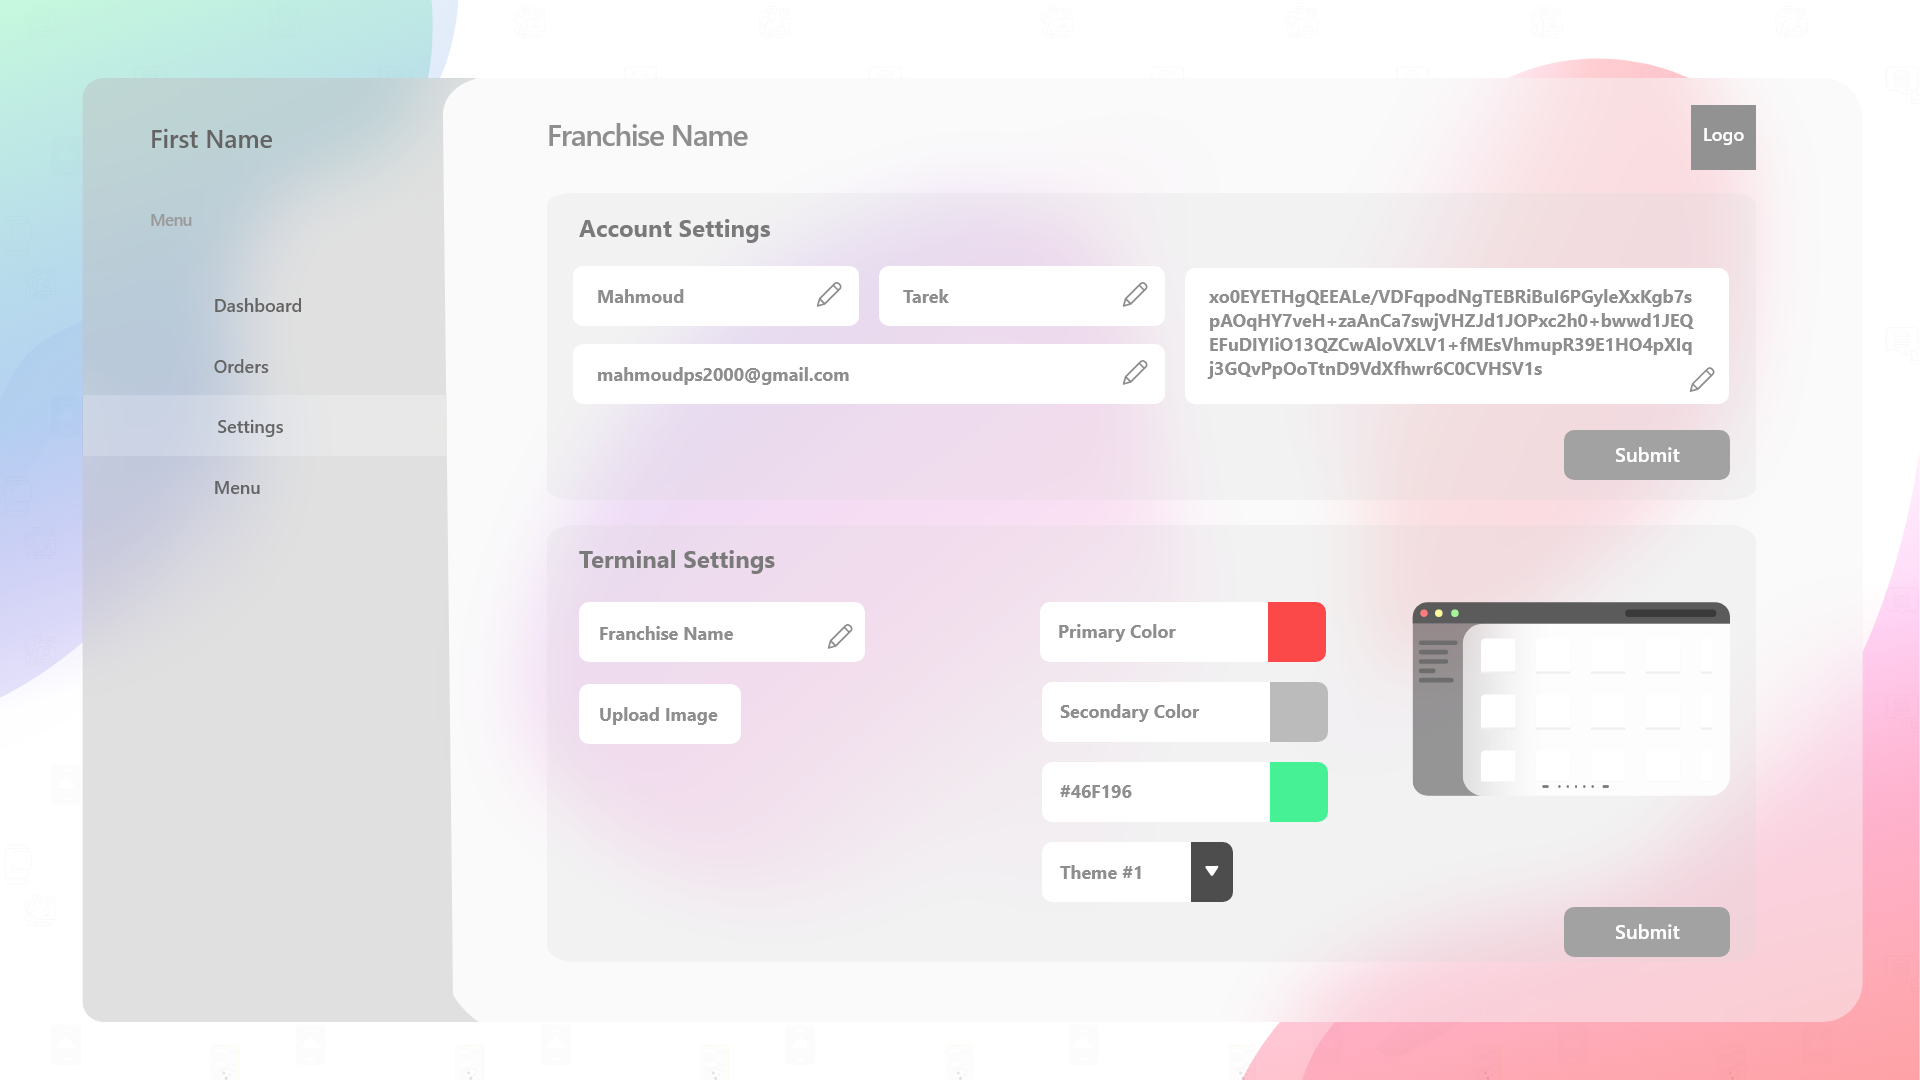 First Name
Menu
Dashboard
Orders
Settings
Menu
Franchise Name
Logo
Account Settings
Mahmoud
Tarek
mahmoudps2000@gmail.com
xo0EYETHgQEEALe/VDFqpodNgTEBRiBuI6PGyleXxKgb7s
pAOqHY7veH+zaAnCa7swjVHZJd1JOPxc2h0+bwwd1JEQ
EFuDIYIiO13QZCwAloVXLV1+fMEsVhmupR39E1HO4pXIq
j3GQvPpOoTtnD9VdXfhwr6C0CVHSV1s
Submit
Terminal Settings
Franchise Name
Upload Image
Primary Color
Secondary Color
#46F196
Theme #1
Submit